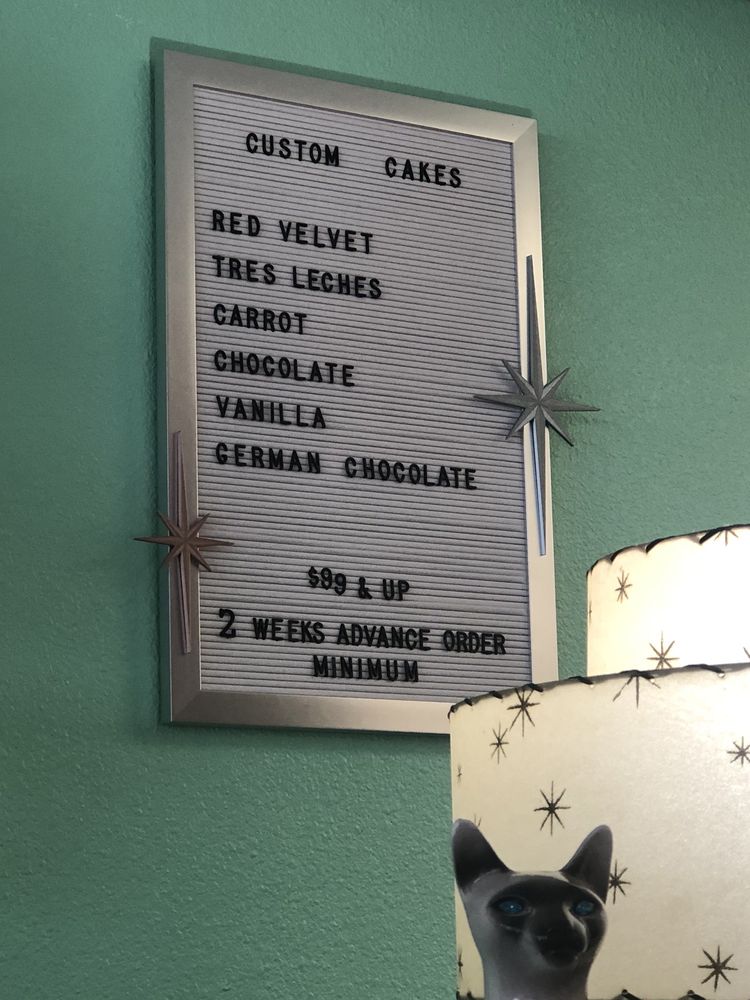 CUSTOM CAKES
RED VELVET
TRES LECHES
CARROT
CHOCOLATE
VANILLA
GERMAN CHOCOLATE
$99 & UP
2 WEEKS ADVANCE ORDER
MINIMUM